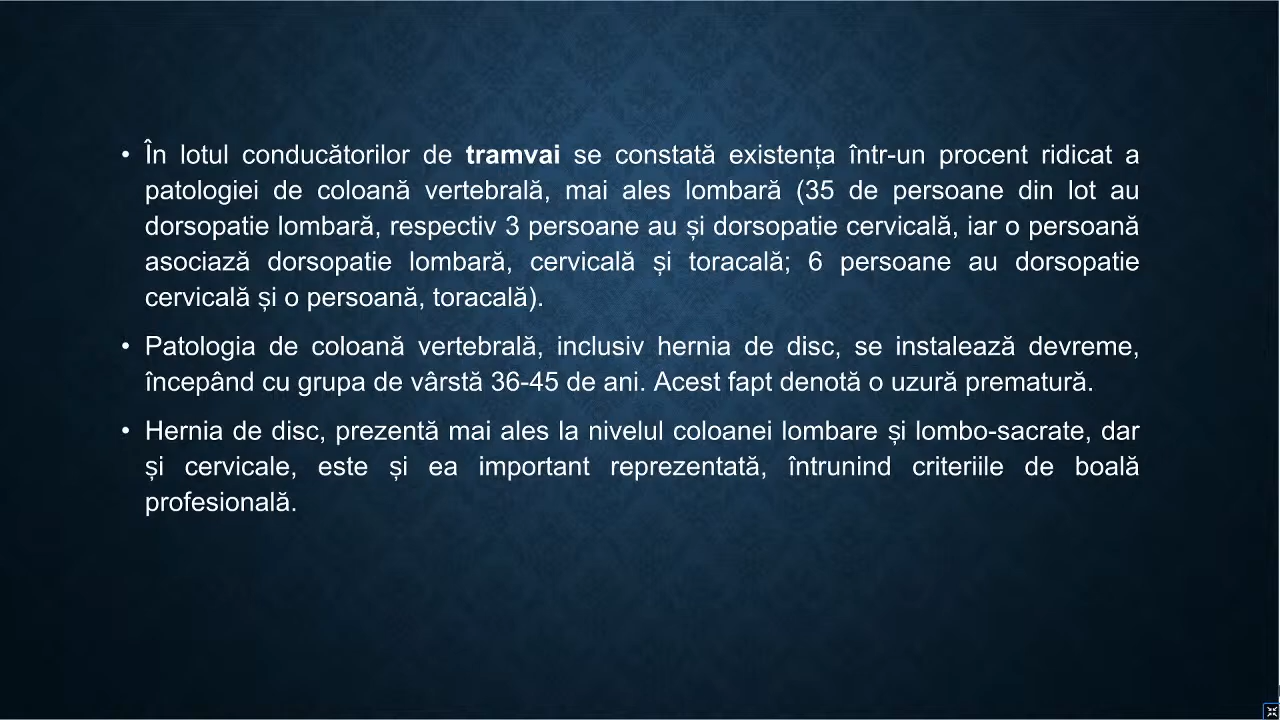 • În lotul conducătorilor de tramvai se constată existența într-un procent ridicat a
patologiei de coloană vertebrală, mai ales lombară (35 de persoane din lot au
dorsopatie lombară, respectiv 3 persoane au și dorsopatie cervicală, iar o persoană
asociază dorsopatie lombară, cervicală și toracală; 6 persoane au dorsopatie
cervicală și o persoană, toracală).
• Patologia de coloană vertebrală, inclusiv hernia de disc, se instalează devreme,
începând cu grupa de vârstă 36-45 de ani. Acest fapt denotă o uzură prematură.
• Hernia de disc, prezentă mai ales la nivelul coloanei lombare și lombo-sacrate, dar
și cervicale, este și ea important reprezentată, întrunind criteriile de boală
profesională.